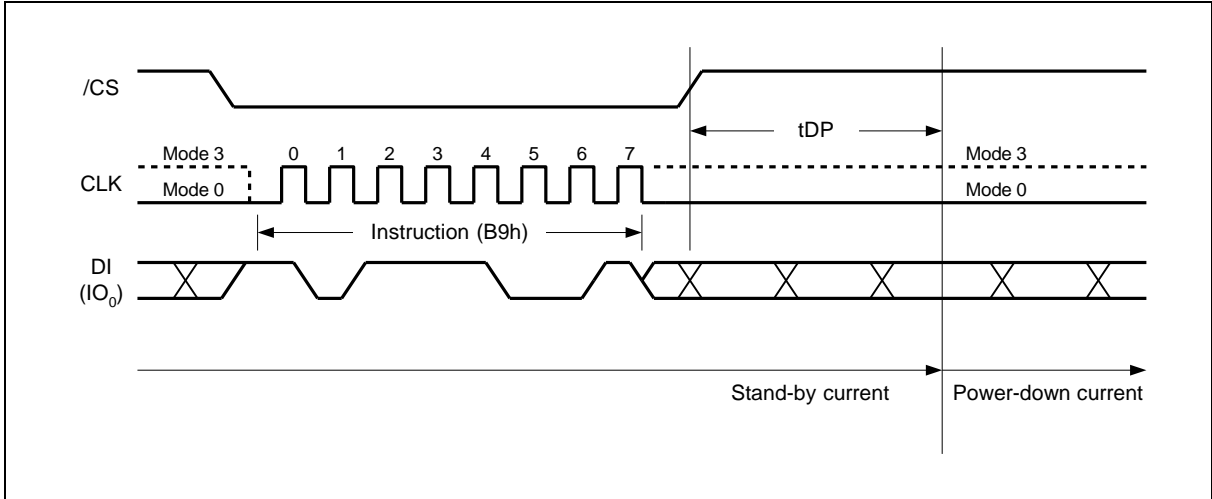 /CS
tDP
Mode 3 0 1 2 3 4 5 6 7 Mode 3
CLK
Mode 0 Mode 0
Instruction (B9h)
DI
(IO₀)
Stand-by current Power-down current